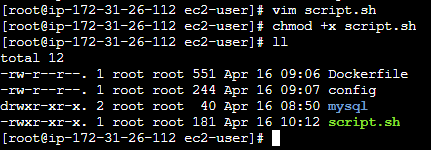 [root@ip-172-31-26-112 ec2-user]# vim script.sh
[root@ip-172-31-26-112 ec2-user]# chmod +x script.sh
[root@ip-172-31-26-112 ec2-user]# ll
total 12
-rw-r--r--. 1 root root 551 Apr 16 09:06 Dockerfile
-rw-r--r--. 1 root root 244 Apr 16 09:07 config
drwxr-xr-x. 2 root root  40 Apr 16 08:50 mysql
-rwxr-xr-x. 1 root root 181 Apr 16 10:12 script.sh
[root@ip-172-31-26-112 ec2-user]#